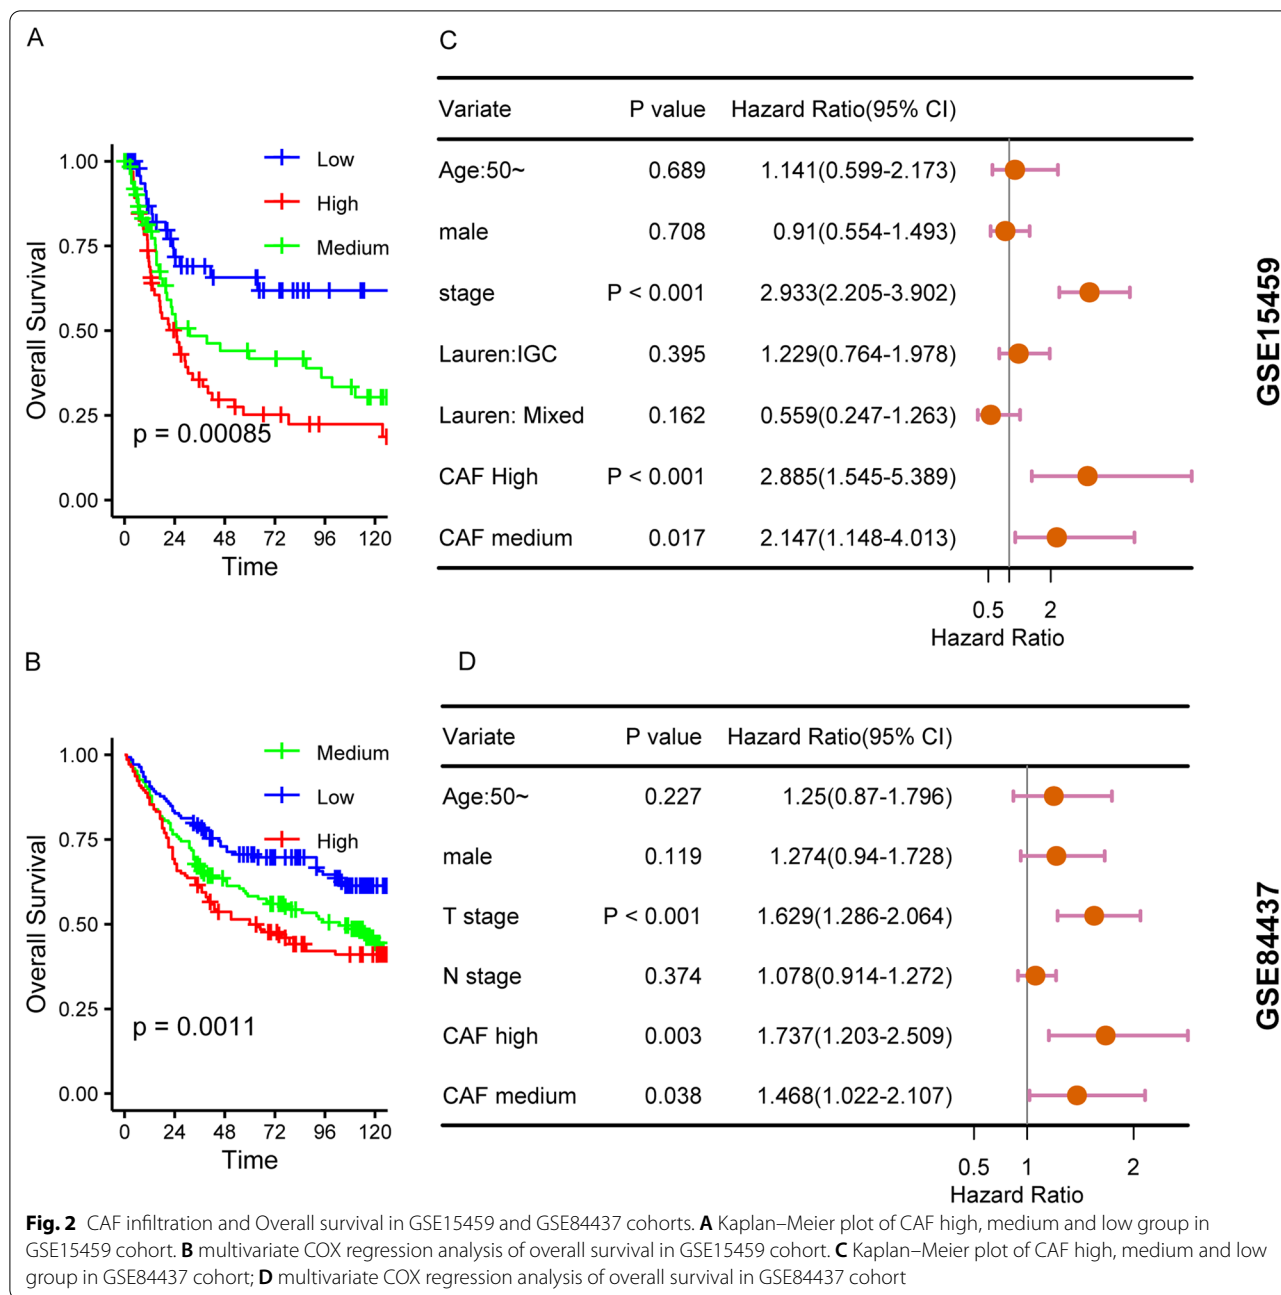 A
1.00
0.75
0.50
0.25
0.00
Overall Survival
Low
High
Medium
p = 0.00085
0 24 48 72 96 120
Time
C
Variate P value Hazard Ratio(95% CI)
Age:50~ 0.689 1.141(0.599-2.173)
male 0.708 0.91(0.554-1.493)
stage P < 0.001 2.933(2.205-3.902)
Lauren:IGC 0.395 1.229(0.764-1.978)
Lauren: Mixed 0.162 0.559(0.247-1.263)
CAF High P < 0.001 2.885(1.545-5.389)
CAF medium 0.017 2.147(1.148-4.013)
0.5 2
Hazard Ratio
GSE15459
B
1.00
0.75
0.50
0.25
0.00
Overall Survival
Medium
Low
High
p = 0.0011
0 24 48 72 96 120
Time
D
Variate P value Hazard Ratio(95% CI)
Age:50~ 0.227 1.25(0.87-1.796)
male 0.119 1.274(0.94-1.728)
T stage P < 0.001 1.629(1.286-2.064)
N stage 0.374 1.078(0.914-1.272)
CAF high 0.003 1.737(1.203-2.509)
CAF medium 0.038 1.468(1.022-2.107)
0.5 1 2
Hazard Ratio
GSE84437
Fig. 2 CAF infiltration and Overall survival in GSE15459 and GSE84437 cohorts. A Kaplan–Meier plot of CAF high, medium and low group in
GSE15459 cohort. B multivariate COX regression analysis of overall survival in GSE15459 cohort. C Kaplan–Meier plot of CAF high, medium and low
group in GSE84437 cohort; D multivariate COX regression analysis of overall survival in GSE84437 cohort